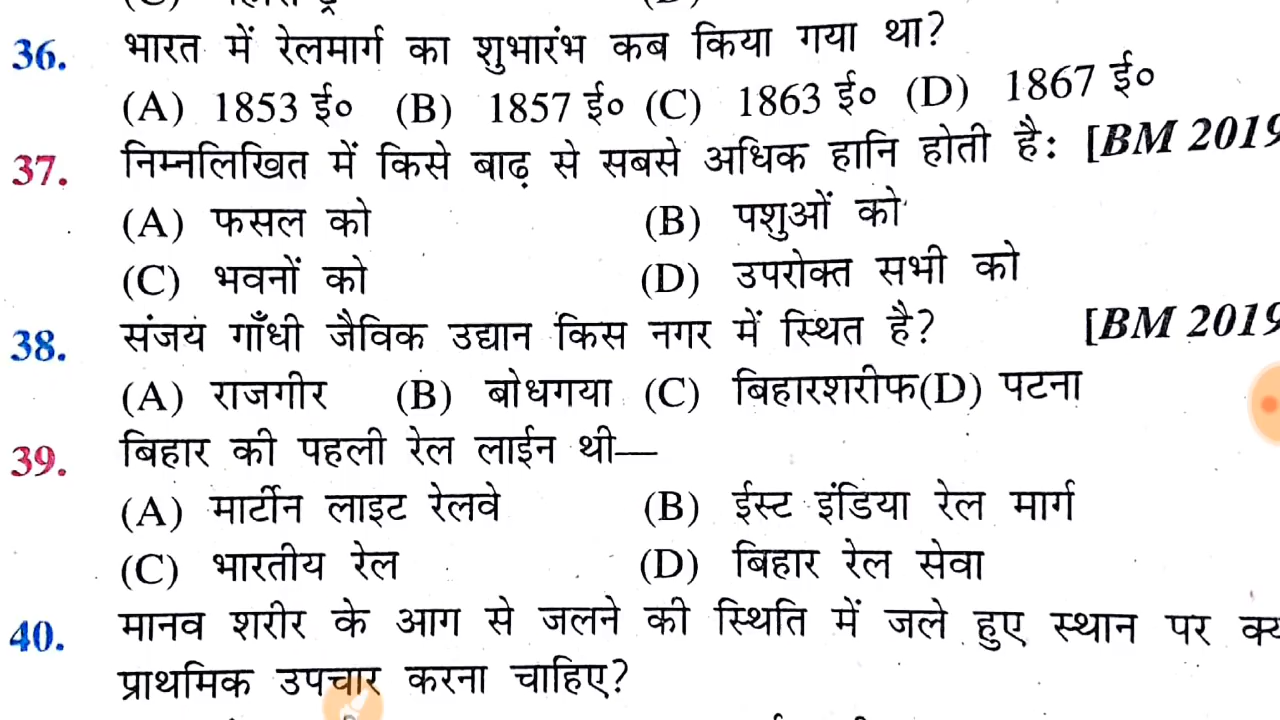 36. भारत में रेलमार्ग का शुभारंभ कब किया गया था?
(A) 1853 ई० (B) 1857 ई० (C) 1863 ई० (D) 1867 ई०
37. निम्नलिखित में किसे बाढ़ से सबसे अधिक हानि होती है: [BM 2019
(A) फसल को (B) पशुओं को
(C) भवनों को (D) उपरोक्त सभी को
38. संजय गाँधी जैविक उद्यान किस नगर में स्थित है? [BM 2019
(A) राजगीर (B) बोधगया (C) बिहारशरीफ(D) पटना
39. बिहार की पहली रेल लाईन थी—
(A) मार्टीन लाइट रेलवे (B) ईस्ट इंडिया रेल मार्ग
(C) भारतीय रेल (D) बिहार रेल सेवा
40. मानव शरीर के आग से जलने की स्थिति में जले हुए स्थान पर
प्राथमिक उपचार करना चाहिए?